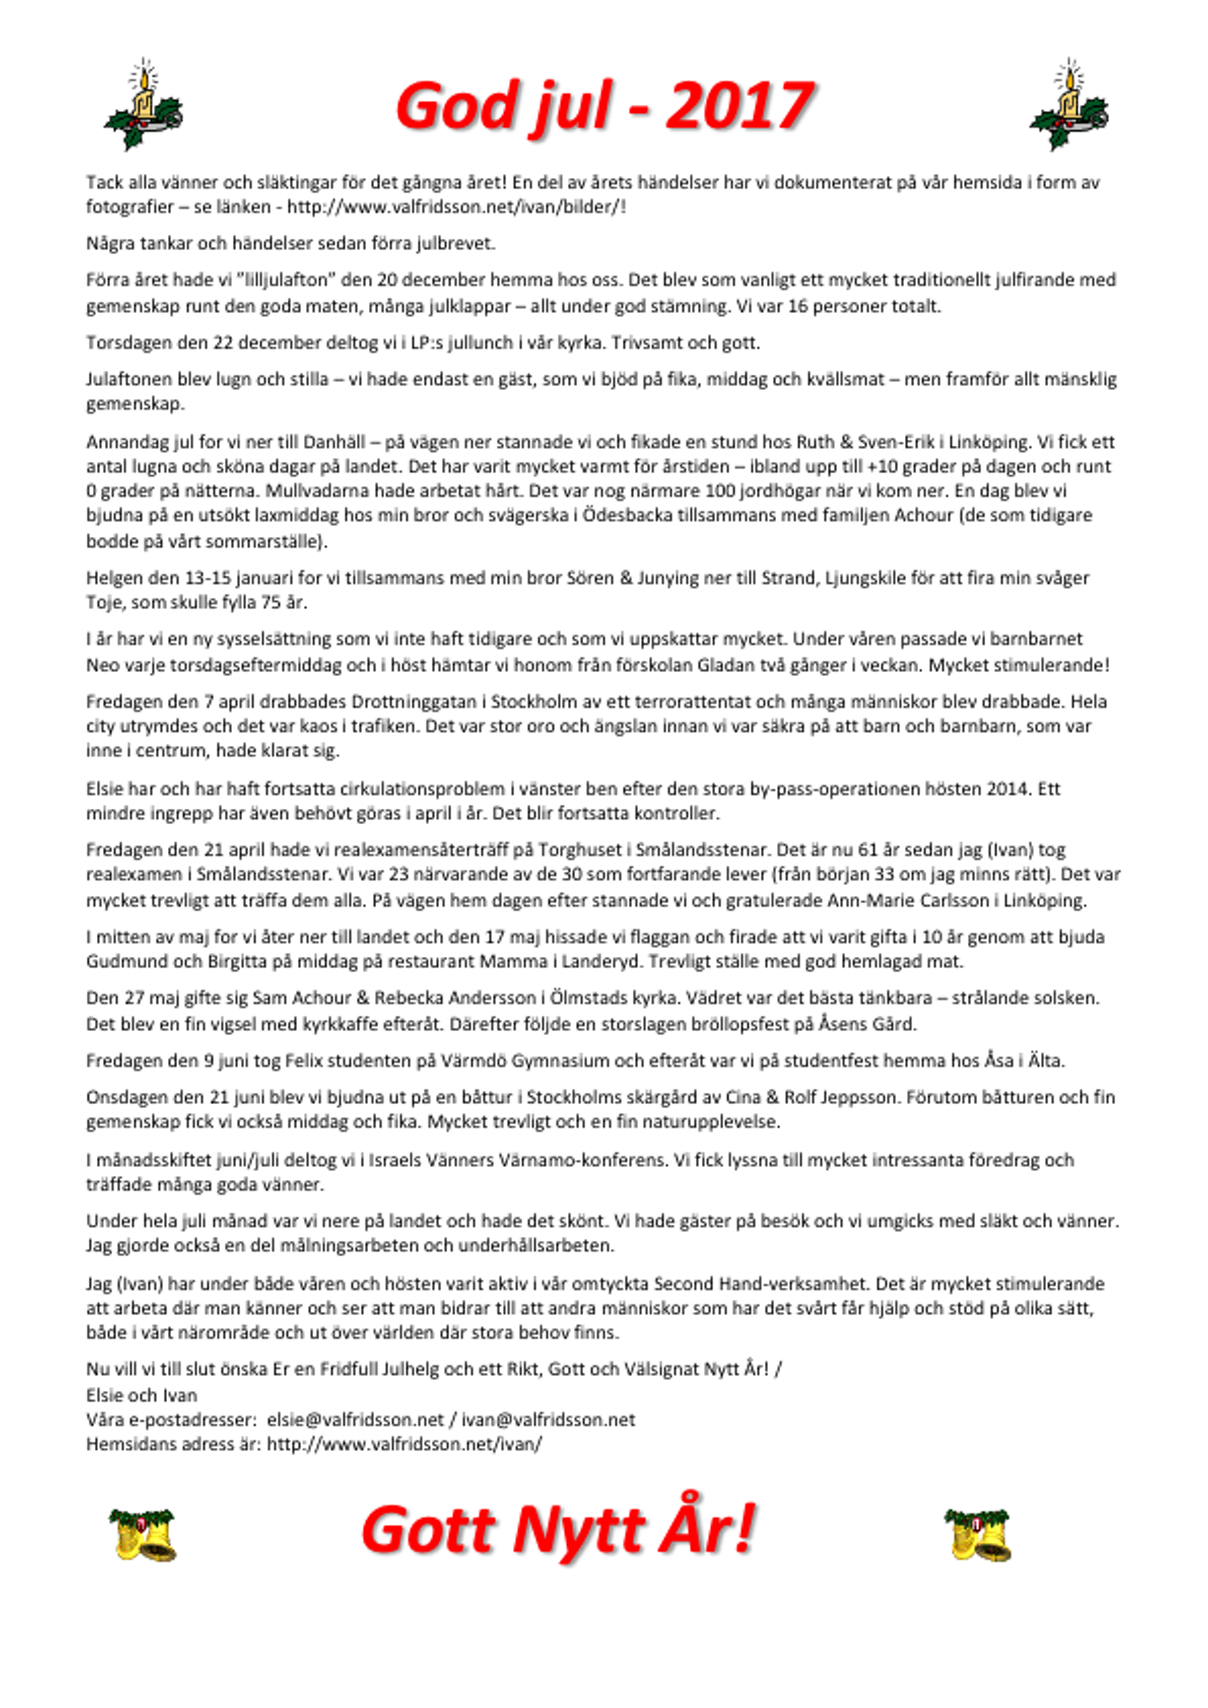 God jul - 2017
Tack alla vänner och släktingar för det gångna året! En del av årets händelser har vi dokumenterat på vår hemsida i form av
fotografier – se länken - http://www.valfridsson.net/ivan/bilder/!
Några tankar och händelser sedan förra julbrevet.
Förra året hade vi ”lilljulafton” den 20 december hemma hos oss. Det blev som vanligt ett mycket traditionellt julfirande med
gemenskap runt den goda maten, många julklappar – allt under god stämning. Vi var 16 personer totalt.
Torsdagen den 22 december deltog vi i LP:s jullunch i vår kyrka. Trivsamt och gott.
Julaftonen blev lugn och stilla – vi hade endast en gäst, som vi bjöd på fika, middag och kvällsmat – men framför allt mänsklig
gemenskap.
Annandag jul for vi ner till Danhäll – på vägen ner stannade vi och fikade en stund hos Ruth & Sven-Erik i Linköping. Vi fick ett
antal lugna och sköna dagar på landet. Det har varit mycket varmt för årstiden – ibland upp till +10 grader på dagen och runt
0 grader på nätterna. Mullvadarna hade arbetat hårt. Det var nog närmare 100 jordhögar när vi kom ner. En dag blev vi
bjudna på en utsökt laxmiddag hos min bror och svägerska i Ödesbacka tillsammans med familjen Achour (de som tidigare
bodde på vårt sommarställe).
Helgen den 13-15 januari for vi tillsammans med min bror Sören & Junying ner till Strand, Ljungskile för att fira min svåger
Toje, som skulle fylla 75 år.
I år har vi en ny sysselsättning som vi inte haft tidigare och som vi uppskattar mycket. Under våren passade vi barnbarnet
Neo varje torsdagseftermiddag och i höst hämtar vi honom från förskolan Gladan två gånger i veckan. Mycket stimulerande!
Fredagen den 7 april drabbades Drottninggatan i Stockholm av ett terrorattentat och många människor blev drabbade. Hela
city utrymdes och det var kaos i trafiken. Det var stor oro och ängslan innan vi var säkra på att barn och barnbarn, som var
inne i centrum, hade klarat sig.
Elsie har och har haft fortsatta cirkulationsproblem i vänster ben efter den stora by-pass-operationen hösten 2014. Ett
mindre ingrepp har även behövt göras i april i år. Det blir fortsatta kontroller.
Fredagen den 21 april hade vi realexamensåterträff på Torghuset i Smålandsstenar. Det är nu 61 år sedan jag (Ivan) tog
realexamen i Smålandsstenar. Vi var 23 närvarande av de 30 som fortfarande lever (från början 33 om jag minns rätt). Det var
mycket trevligt att träffa dem alla. På vägen hem dagen efter stannade vi och gratulerade Ann-Marie Carlsson i Linköping.
I mitten av maj for vi åter ner till landet och den 17 maj hissade vi flaggan och firade att vi varit gifta i 10 år genom att bjuda
Gudmund och Birgitta på middag på restaurant Mamma i Landeryd. Trevligt ställe med god hemlagad mat.
Den 27 maj gifte sig Sam Achour & Rebecka Andersson i Ölmstads kyrka. Vädret var det bästa tänkbara – strålande solsken.
Det blev en fin vigsel med kyrkkaffe efteråt. Därefter följde en storslagen bröllopsfest på Åsens Gård.
Fredagen den 9 juni tog Felix studenten på Värmdö Gymnasium och efteråt var vi på studentfest hemma hos Åsa i Älta.
Onsdagen den 21 juni blev vi bjudna ut på en båttur i Stockholms skärgård av Cina & Rolf Jeppsson. Förutom båtturen och fin
gemenskap fick vi också middag och fika. Mycket trevligt och en fin naturupplevelse.
I månadsskiftet juni/juli deltog vi i Israels Vänners Värnamo-konferens. Vi fick lyssna till mycket intressanta föredrag och
träffade många goda vänner.
Under hela juli månad var vi nere på landet och hade det skönt. Vi hade gäster på besök och vi umgicks med släkt och vänner.
Jag gjorde också en del målningsarbeten och underhållsarbeten.
Jag (Ivan) har under både våren och hösten varit aktiv i vår omtyckta Second Hand-verksamhet. Det är mycket stimulerande
att arbeta där man känner och ser att man bidrar till att andra människor som har det svårt får hjälp och stöd på olika sätt,
både i vårt närområde och ut över världen där stora behov finns.
Nu vill vi till slut önska Er en Fridfull Julhelg och ett Rikt, Gott och Välsignat Nytt År! /
Elsie och Ivan
Våra e-postadresser: elsie@valfridsson.net / ivan@valfridsson.net
Hemsidans adress är: http://www.valfridsson.net/ivan/
Gott Nytt År!